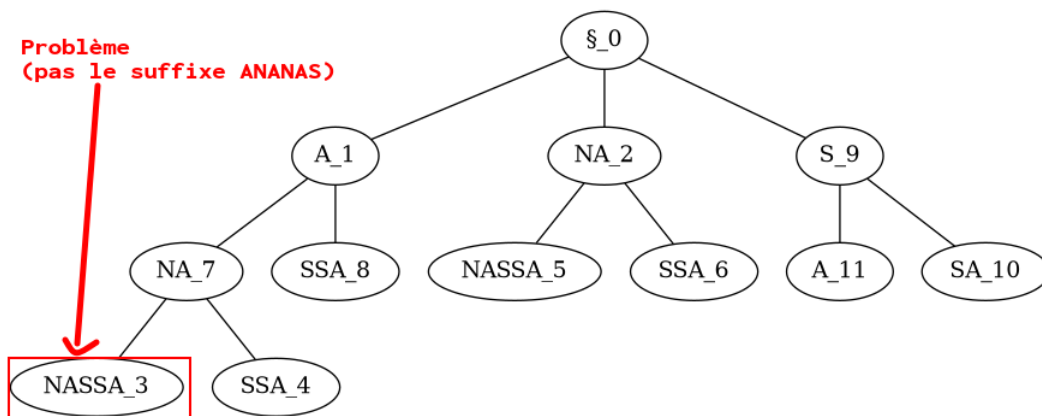 §_0
Problème
(pas le suffixe ANANAS)
A_1
NA_2
S_9
NA_7
SSA_8
NASSA_5
SSA_6
A_11
SA_10
NASSA_3
SSA_4